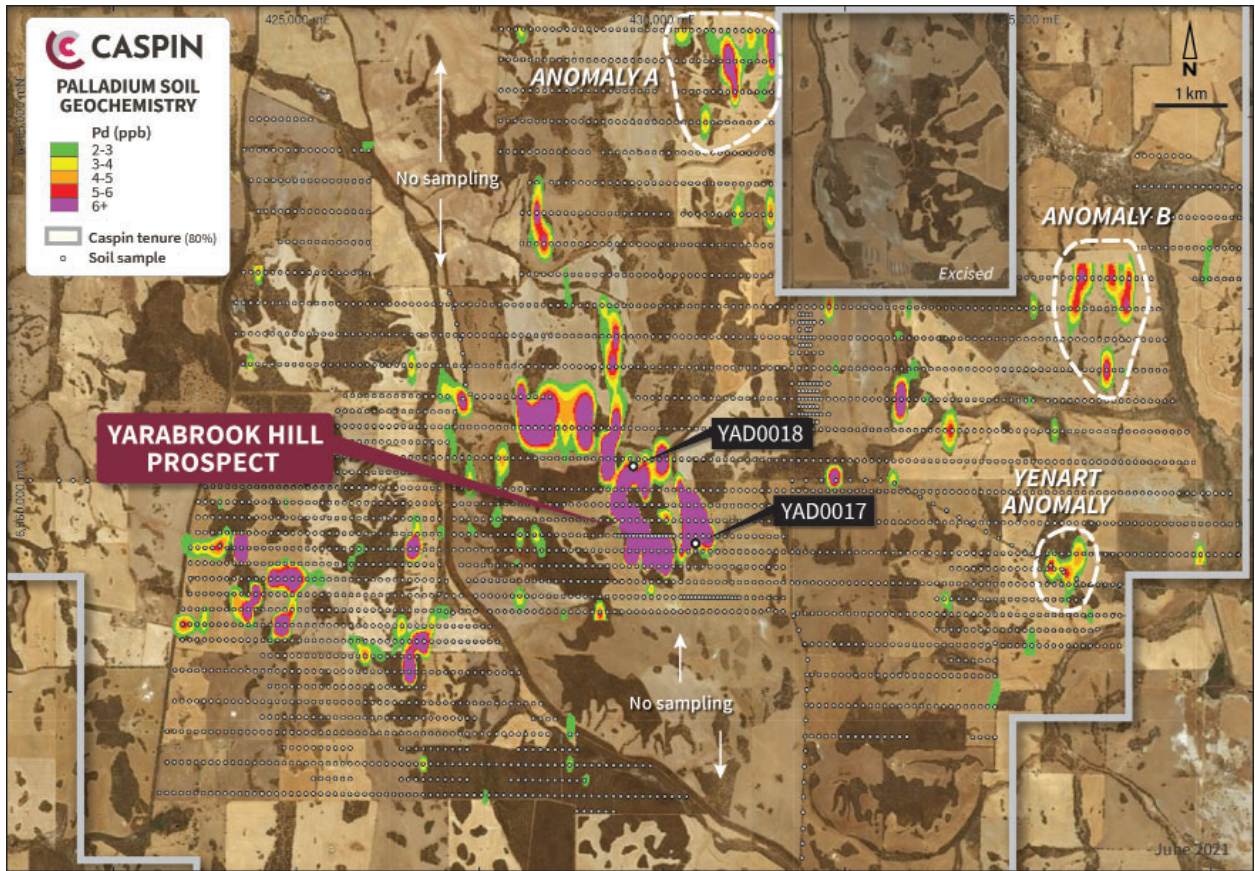 425,000 mE
430,000 mE
CASPIN
PALLADIUM SOIL
GEOCHEMISTRY
Pd (ppb)
2-3
3-4
4-5
5-6
6+
Caspin tenure (80%)
Soil sample
ANOMALY A
N
1 km
No sampling
Excised
ANOMALY B
YARABROOK HILL
PROSPECT
YAD0018
YAD0017
YENART
ANOMALY
No sampling
June 2021